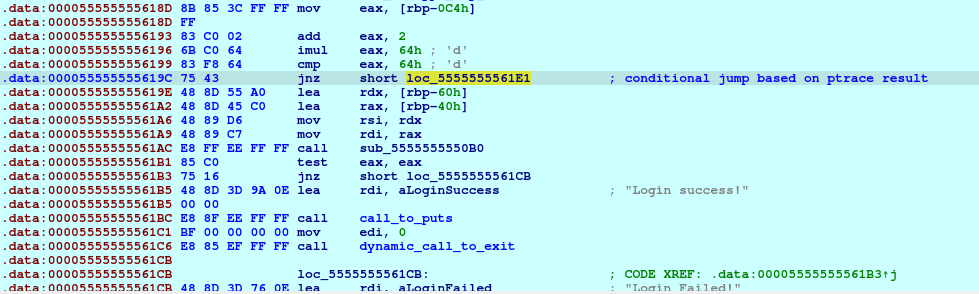 .data:000055555555618D 8B 85 3C FF FF mov eax, [rbp-0C4h]
.data:000055555555618D FF
.data:0000555555556193 83 C0 02 add eax, 2
.data:0000555555556196 6B C0 64 imul eax, 64h ; 'd'
.data:0000555555556199 83 F8 64 cmp eax, 64h ; 'd'
.data:000055555555619C 75 43 jnz short loc_5555555561E1 ; conditional jump based on ptrace result
.data:000055555555619E 48 8D 55 A0 lea rdx, [rbp-60h]
.data:00005555555561A2 48 8D 45 C0 lea rax, [rbp-40h]
.data:00005555555561A6 48 89 D6 mov rsi, rdx
.data:00005555555561A9 48 89 C7 mov rdi, rax
.data:00005555555561AC E8 FF EE FF FF call sub_5555555550B0
.data:00005555555561B1 85 C0 test eax, eax
.data:00005555555561B3 75 16 jnz short loc_5555555561CB
.data:00005555555561B5 48 8D 3D 9A 0E lea rdi, aLoginSuccess ; "Login success!"
.data:00005555555561B5 00 00
.data:00005555555561BC E8 8F EE FF FF call call_to_puts
.data:00005555555561C1 BF 00 00 00 00 mov edi, 0
.data:00005555555561C6 E8 85 EF FF FF call dynamic_call_to_exit
.data:00005555555561CB
.data:00005555555561CB loc_5555555561CB: ; CODE XREF: .data:00005555555561B3↑j
.data:00005555555561CB 48 8D 3D 76 0E lea rdi, aLoginFailed ; "Login Failed!"